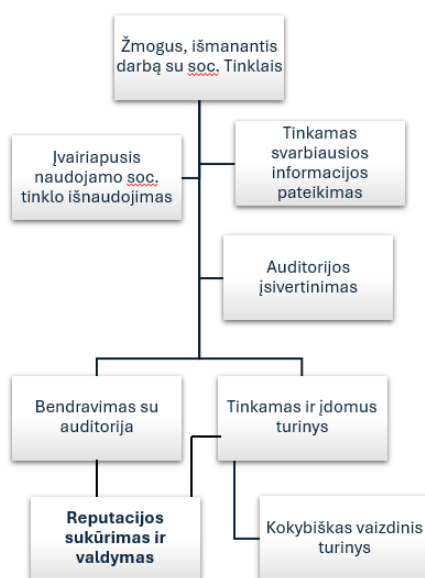 Žmogus, išmanantis
darbą su soc. Tinklais
Įvairiapusis
naudojamo soc.
tinklo išnaudojimas
Tinkamas
svarbiausios
informacijos
pateikimas
Auditorijos
įsivertinimas
Bendravimas su
auditorija
Tinkamas ir įdomus
turinys
Reputacijos
sukūrimas ir
valdymas
Kokybiškas vaizdinis
turinys